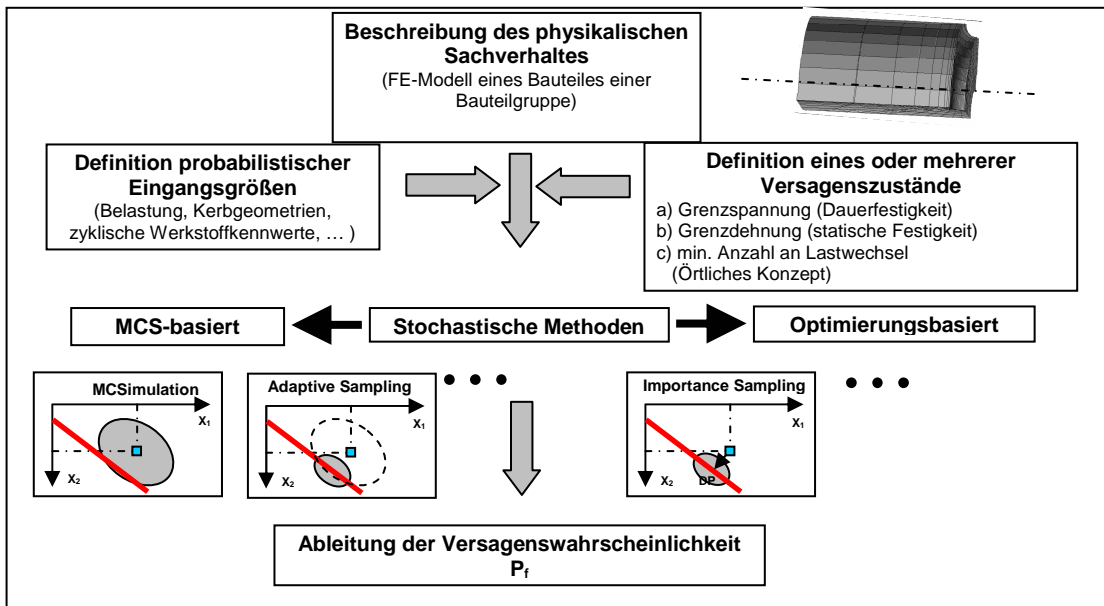 Beschreibung des physikalischen
Sachverhaltes
(FE-Modell eines Bauteiles einer
Bauteilgruppe)
Definition probabilistischer
Eingangsgrößen
(Belastung, Kerbgeometrien,
zyklische Werkstoffkennwerte, … )
Definition eines oder mehrerer
Versagenszustände
a) Grenzspannung (Dauerfestigkeit)
b) Grenzdehnung (statische Festigkeit)
c) min. Anzahl an Lastwechsel
(Örtliches Konzept)
MCS-basiert
Stochastische Methoden
Optimierungsbasiert
MCSimulation
X₁
X₂
Adaptive Sampling
X₁
X₂
Importance Sampling
X₁
X₂
DP
Ableitung der Versagenswahrscheinlichkeit
Pf